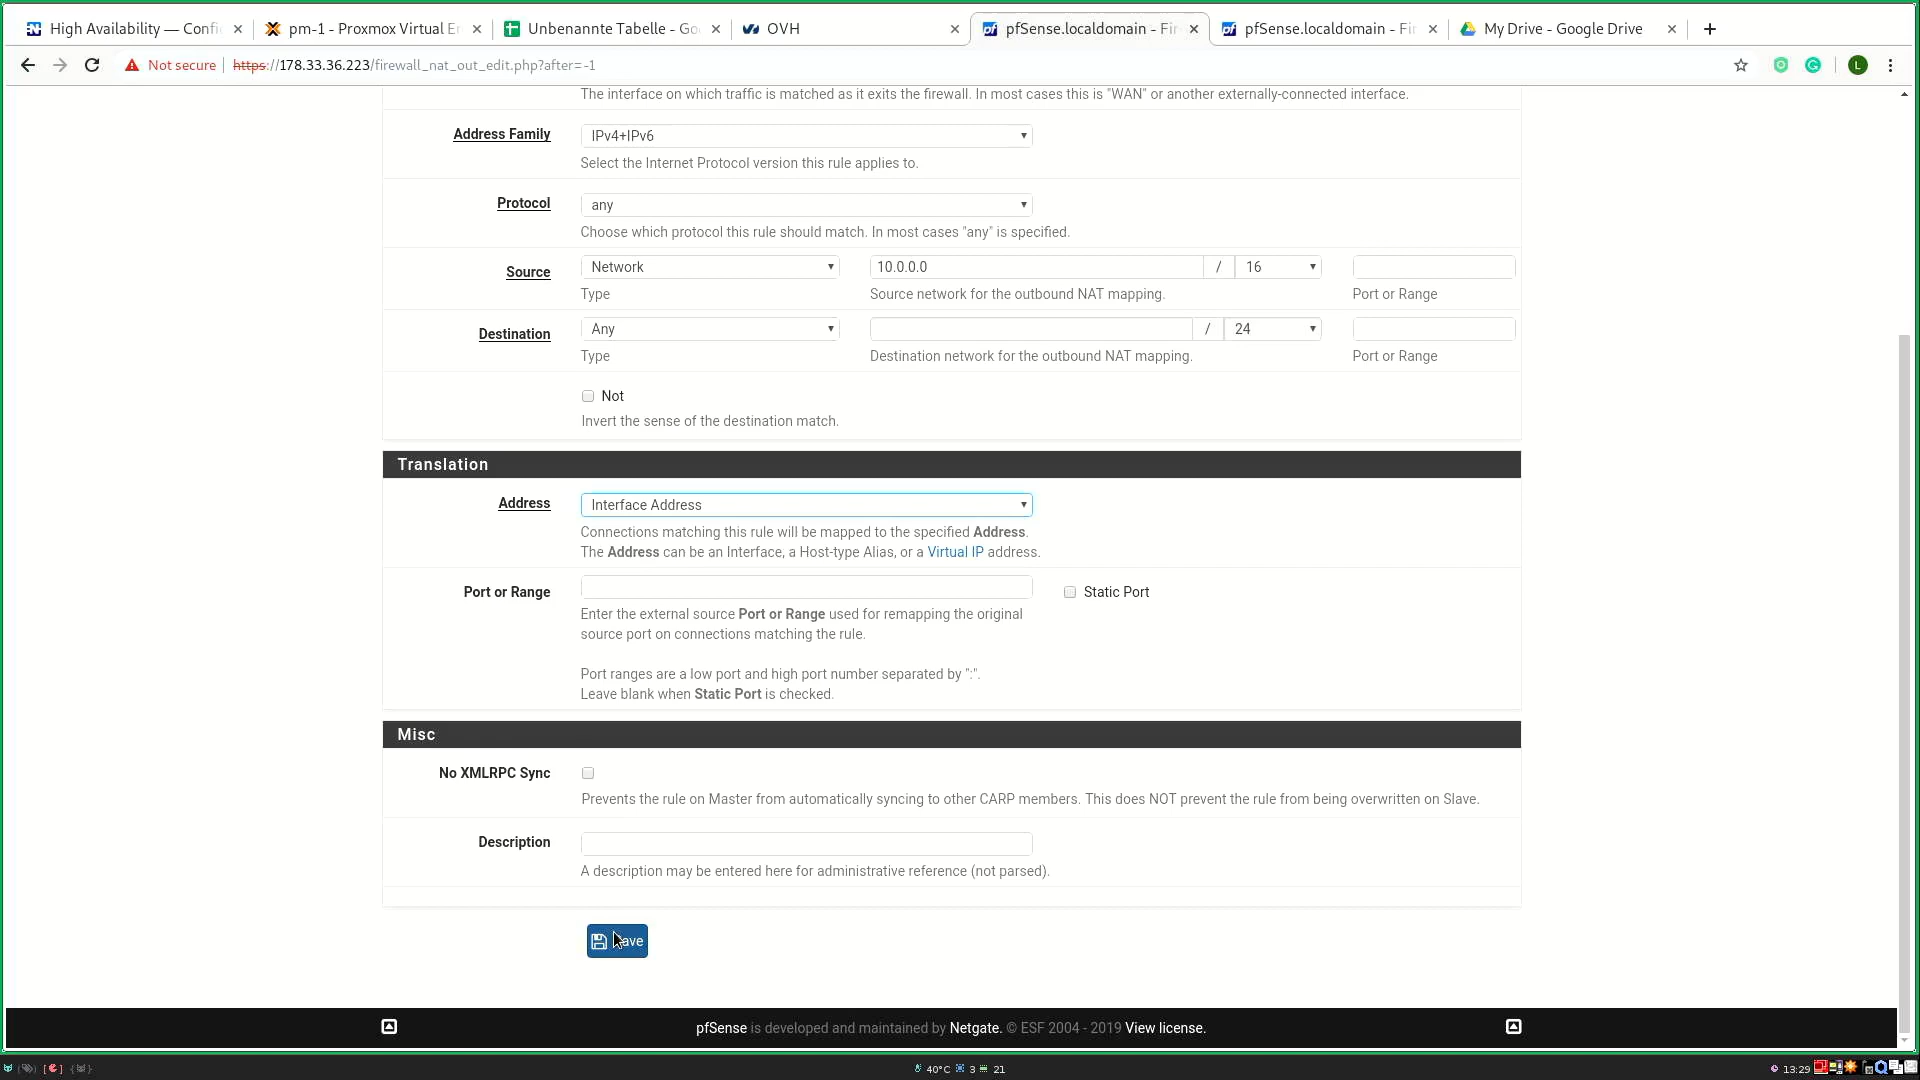 High Availability — Confi
pm-1 - Proxmox Virtual E
Unbenannte Tabelle - Go
OVH
pfSense.localdomain - Fir
pfSense.localdomain - Fi
My Drive - Google Drive
Not secure
https://178.33.36.223/firewall_nat_out_edit.php?after=-1
L
The interface on which traffic is matched as it exits the firewall. In most cases this is "WAN" or another externally-connected interface.
Address Family
IPv4+IPv6
Select the Internet Protocol version this rule applies to.
Protocol
any
Choose which protocol this rule should match. In most cases "any" is specified.
Source
Network
10.0.0.0 / 16
Type
Source network for the outbound NAT mapping.
Port or Range
Destination
Any
/ 24
Type
Destination network for the outbound NAT mapping.
Port or Range
Not
Invert the sense of the destination match.
Translation
Address
Interface Address
Connections matching this rule will be mapped to the specified Address.
The Address can be an Interface, a Host-type Alias, or a Virtual IP address.
Port or Range
Static Port
Enter the external source Port or Range used for remapping the original
source port on connections matching the rule.
Port ranges are a low port and high port number separated by ":".
Leave blank when Static Port is checked.
Misc
No XMLRPC Sync
Prevents the rule on Master from automatically syncing to other CARP members. This does NOT prevent the rule from being overwritten on Slave.
Description
A description may be entered here for administrative reference (not parsed).
Save
pfSense is developed and maintained by Netgate. © ESF 2004 - 2019 View license.
40°C 3 21
13:29